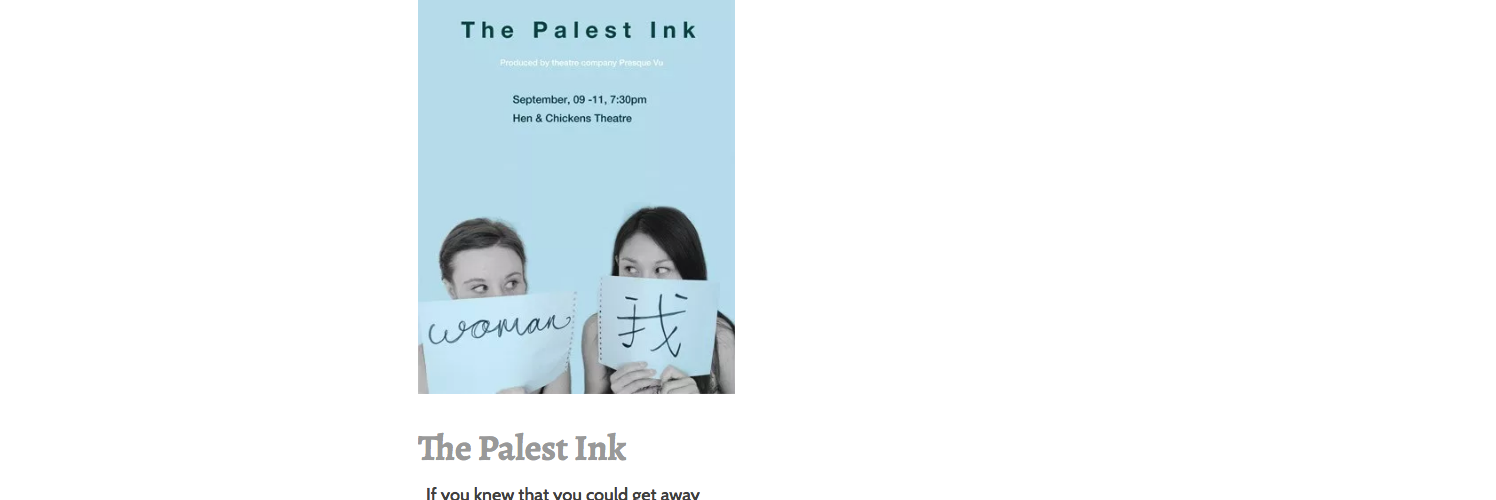 The Palest Ink
Produced by theatre company Presque Vu
September, 09 -11, 7:30pm
Hen & Chickens Theatre
woman
我
The Palest Ink
If you knew that you could get away